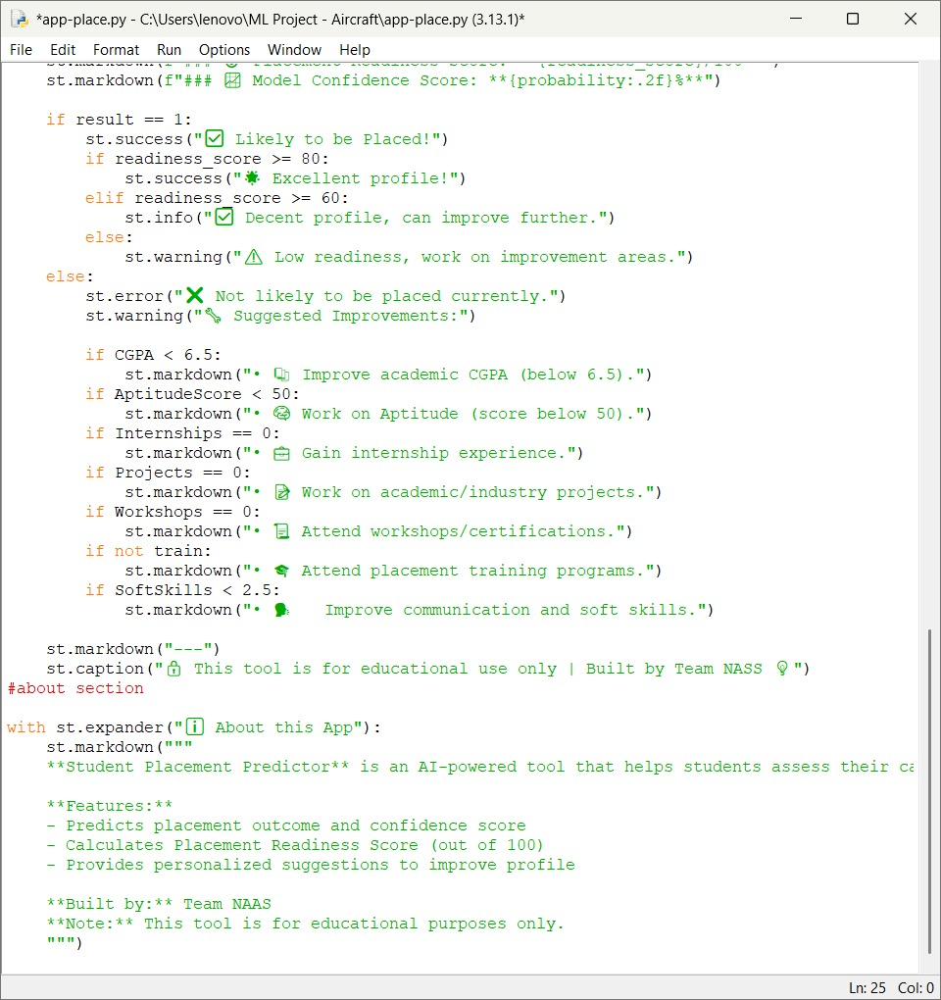 *app-place.py - C:\Users\lenovo\ML Project - Aircraft\app-place.py (3.13.1)*
File Edit Format Run Options Window Help
st.markdown(f"### 📈 Model Confidence Score: **{probability:.2f}%**")
if result == 1:
st.success("✅ Likely to be Placed!")
if readiness_score >= 80:
st.success("🌟 Excellent profile!")
elif readiness_score >= 60:
st.info("✅ Decent profile, can improve further.")
else:
st.warning("⚠ Low readiness, work on improvement areas.")
else:
st.error("❌ Not likely to be placed currently.")
st.warning("🔧 Suggested Improvements:")
if CGPA < 6.5:
st.markdown("• 📚 Improve academic CGPA (below 6.5).")
if AptitudeScore < 50:
st.markdown("• 🧠 Work on Aptitude (score below 50).")
if Internships == 0:
st.markdown("• 💼 Gain internship experience.")
if Projects == 0:
st.markdown("• 📝 Work on academic/industry projects.")
if Workshops == 0:
st.markdown("• 📜 Attend workshops/certifications.")
if not train:
st.markdown("• 🎓 Attend placement training programs.")
if SoftSkills < 2.5:
st.markdown("• 🗣 Improve communication and soft skills.")
st.markdown("---")
st.caption("🔒 This tool is for educational use only | Built by Team NASS 💡")
#about section
with st.expander("ℹ About this App"):
st.markdown("""
**Student Placement Predictor** is an AI-powered tool that helps students assess their
**Features:**
- Predicts placement outcome and confidence score
- Calculates Placement Readiness Score (out of 100)
- Provides personalized suggestions to improve profile
**Built by:** Team NAAS
**Note:** This tool is for educational purposes only.
""")
Ln: 25 Col: 0